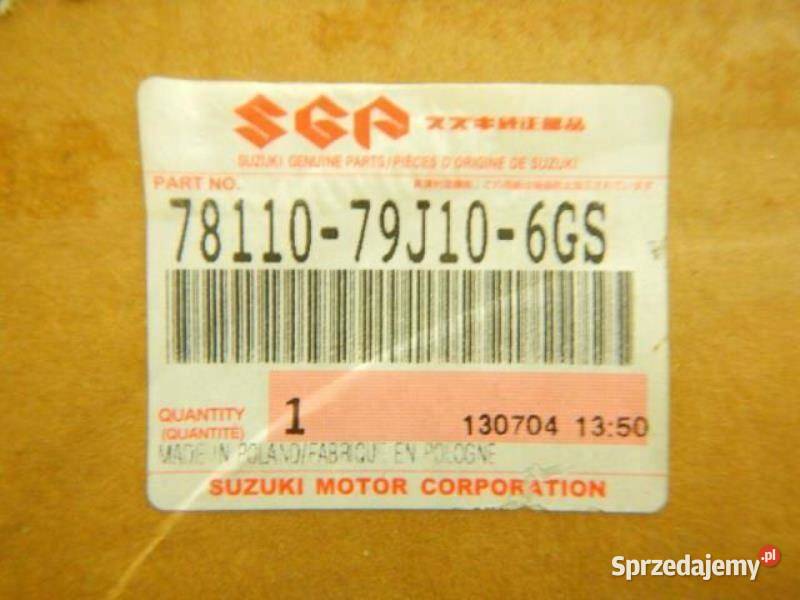 SGP スズキ純正部品
SUZUKI GENUINE PARTS/PIÈCES D'ORIGINE DE SUZUKI
PART NO.
78110-79J10-6GS
QUANTITY 1 130704 13:50
(QUANTITÉ)
MADE IN POLAND/FABRIQUE EN POLOGNE
SUZUKI MOTOR CORPORATION
Sprzedajemy.pl